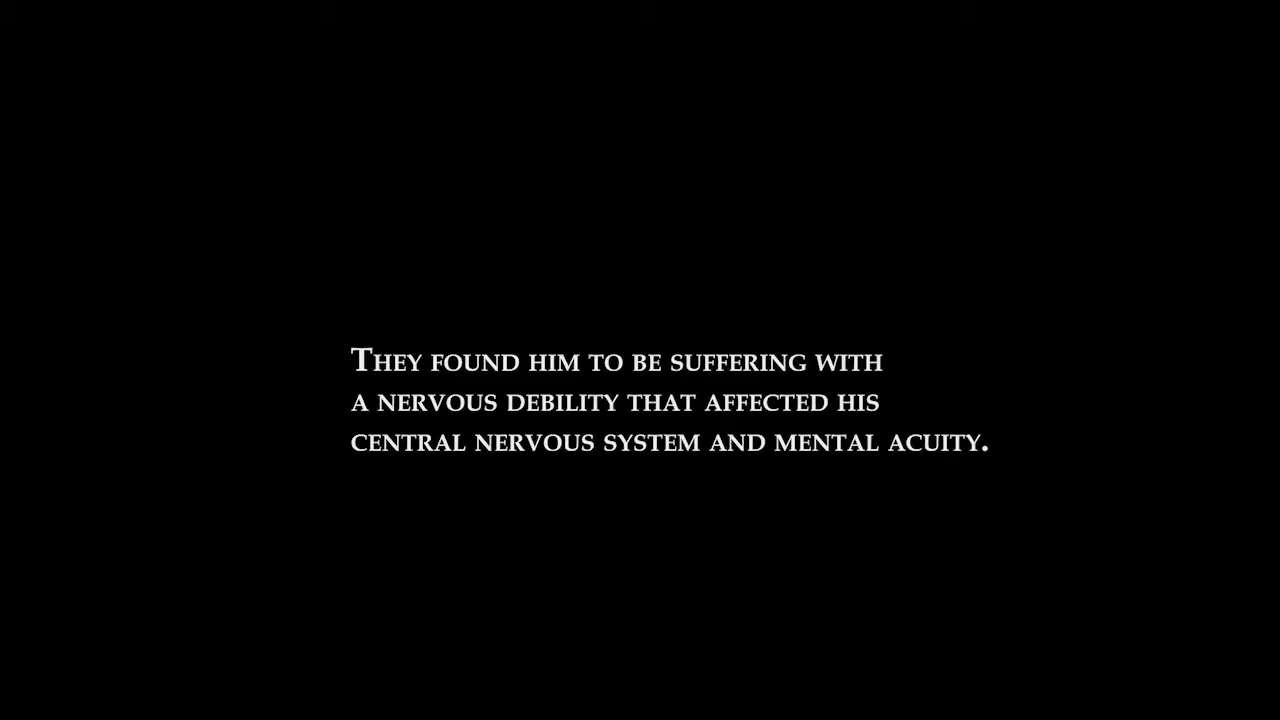 They found him to be suffering with
a nervous debility that affected his
central nervous system and mental acuity.